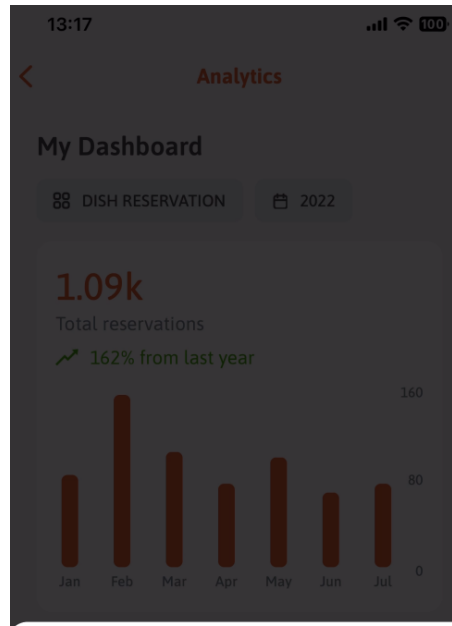 13:17
100
Analytics
My Dashboard
DISH RESERVATION 2022
1.09k
Total reservations
162% from last year
160
80
0
Jan Feb Mar Apr May Jun Jul